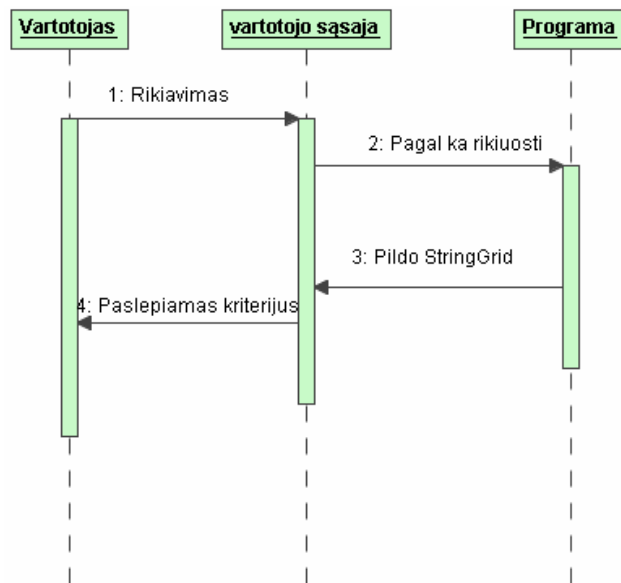 Vartotojas
vartotojo sąsaja
Programa
1: Rikiavimas
2: Pagal ka rikiuosti
3: Pildo StringGrid
4: Paslepiamas kriterijus